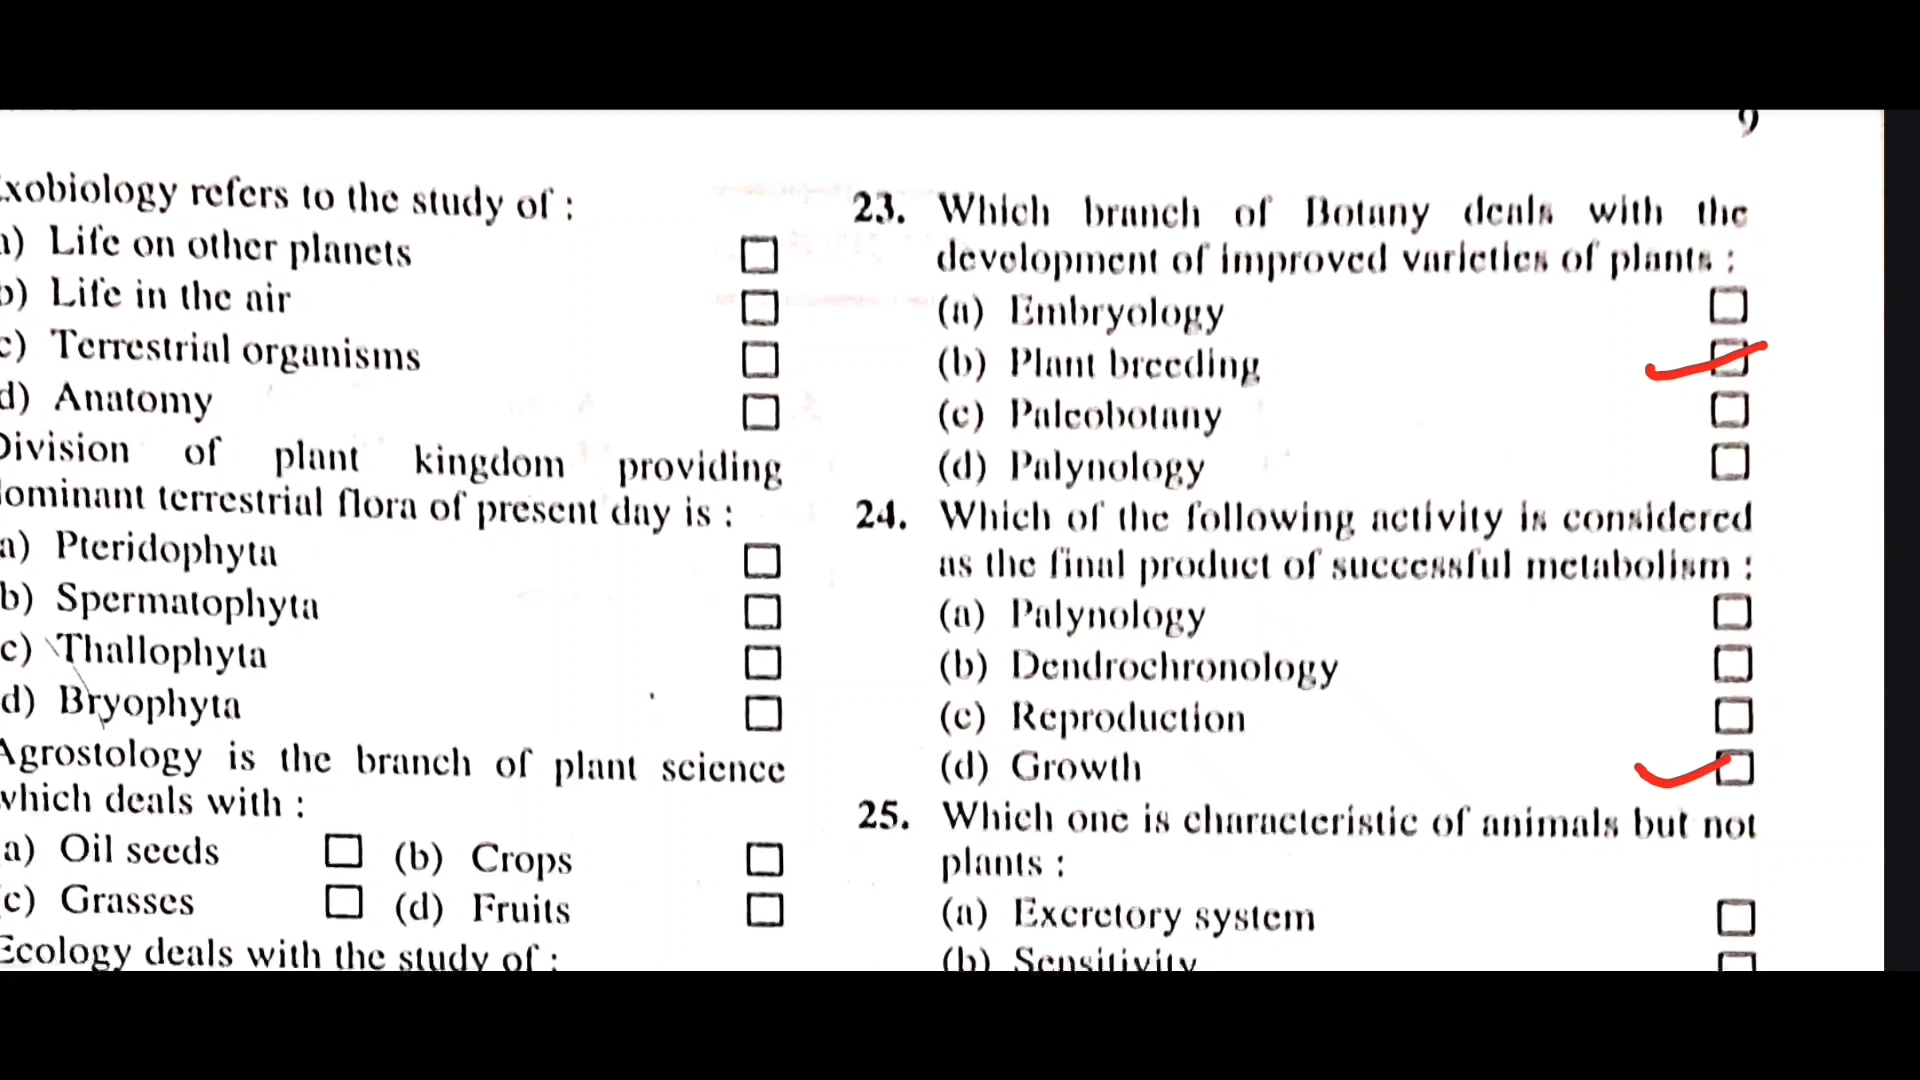 9
xobiology refers to the study of :
a) Life on other planets
b) Life in the air
c) Terrestrial organisms
d) Anatomy
Division of plant kingdom providing
dominant terrestrial flora of present day is :
a) Pteridophyta
b) Spermatophyta
c) Thallophyta
d) Bryophyta
Agrostology is the branch of plant science
which deals with :
a) Oil seeds (b) Crops
(c) Grasses (d) Fruits
Ecology deals with the study of :
23. Which branch of Botany deals with the
development of improved varieties of plants :
(a) Embryology
(b) Plant breeding
(c) Paleobotany
(d) Palynology
24. Which of the following activity is considered
as the final product of successful metabolism :
(a) Palynology
(b) Dendrochronology
(c) Reproduction
(d) Growth
25. Which one is characteristic of animals but not
plants :
(a) Excretory system
(b) Sensitivity